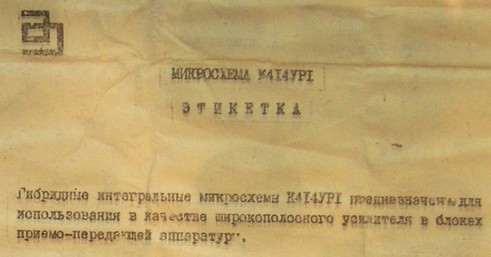 МИКРОСХЕМА К414УР1
ЭТИКЕТКА
Гибридные интегральные микросхемы К414УР1 предназначены для
использования в качестве широкополосного усилителя в блоках
приемо-передающей аппаратуры.